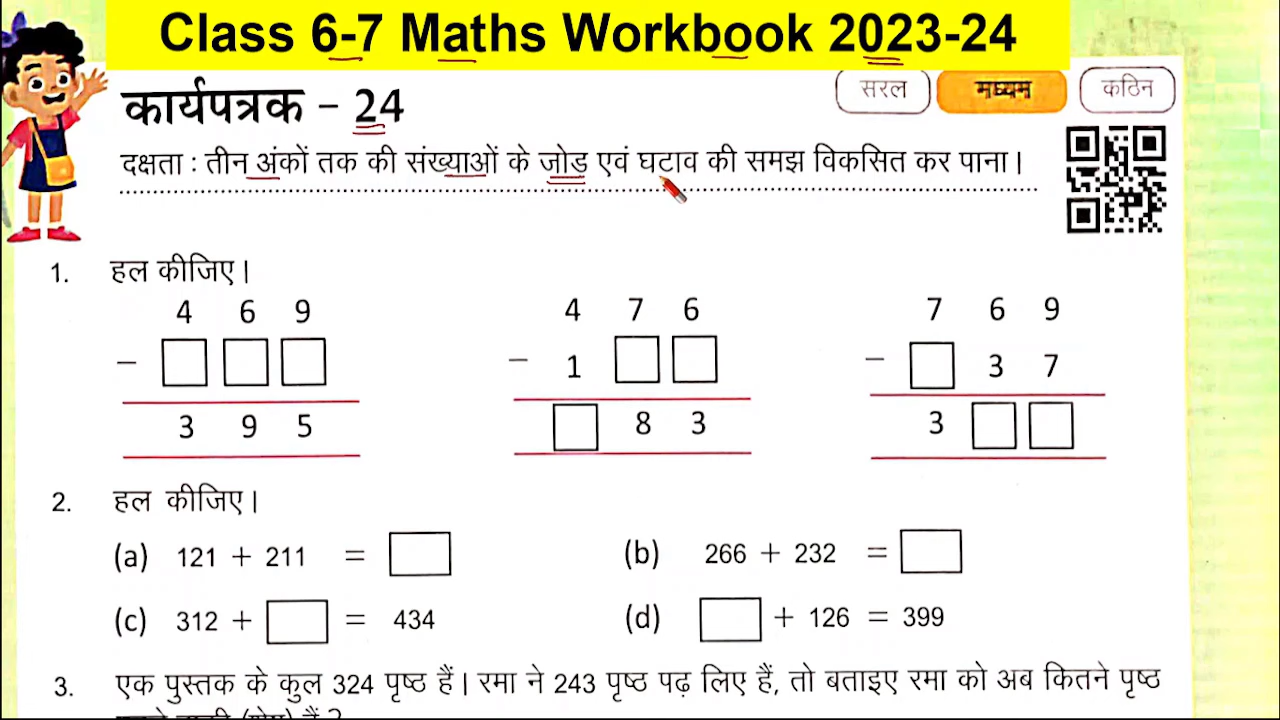 Class 6-7 Maths Workbook 2023-24
कार्यपत्रक - 24
सरल मध्यम कठिन
दक्षता : तीन अंकों तक की संख्याओं के जोड़ एवं घटाव की समझ विकसित कर पाना।
1. हल कीजिए।
4 6 9 4 7 6 7 6 9
− − 1 − 3 7
3 9 5 8 3 3
2. हल कीजिए।
(a) 121 + 211 = (b) 266 + 232 =
(c) 312 + = 434 (d) + 126 = 399
3. एक पुस्तक के कुल 324 पृष्ठ हैं। रमा ने 243 पृष्ठ पढ़ लिए हैं, तो बताइए रमा को अब कितने पृष्ठ